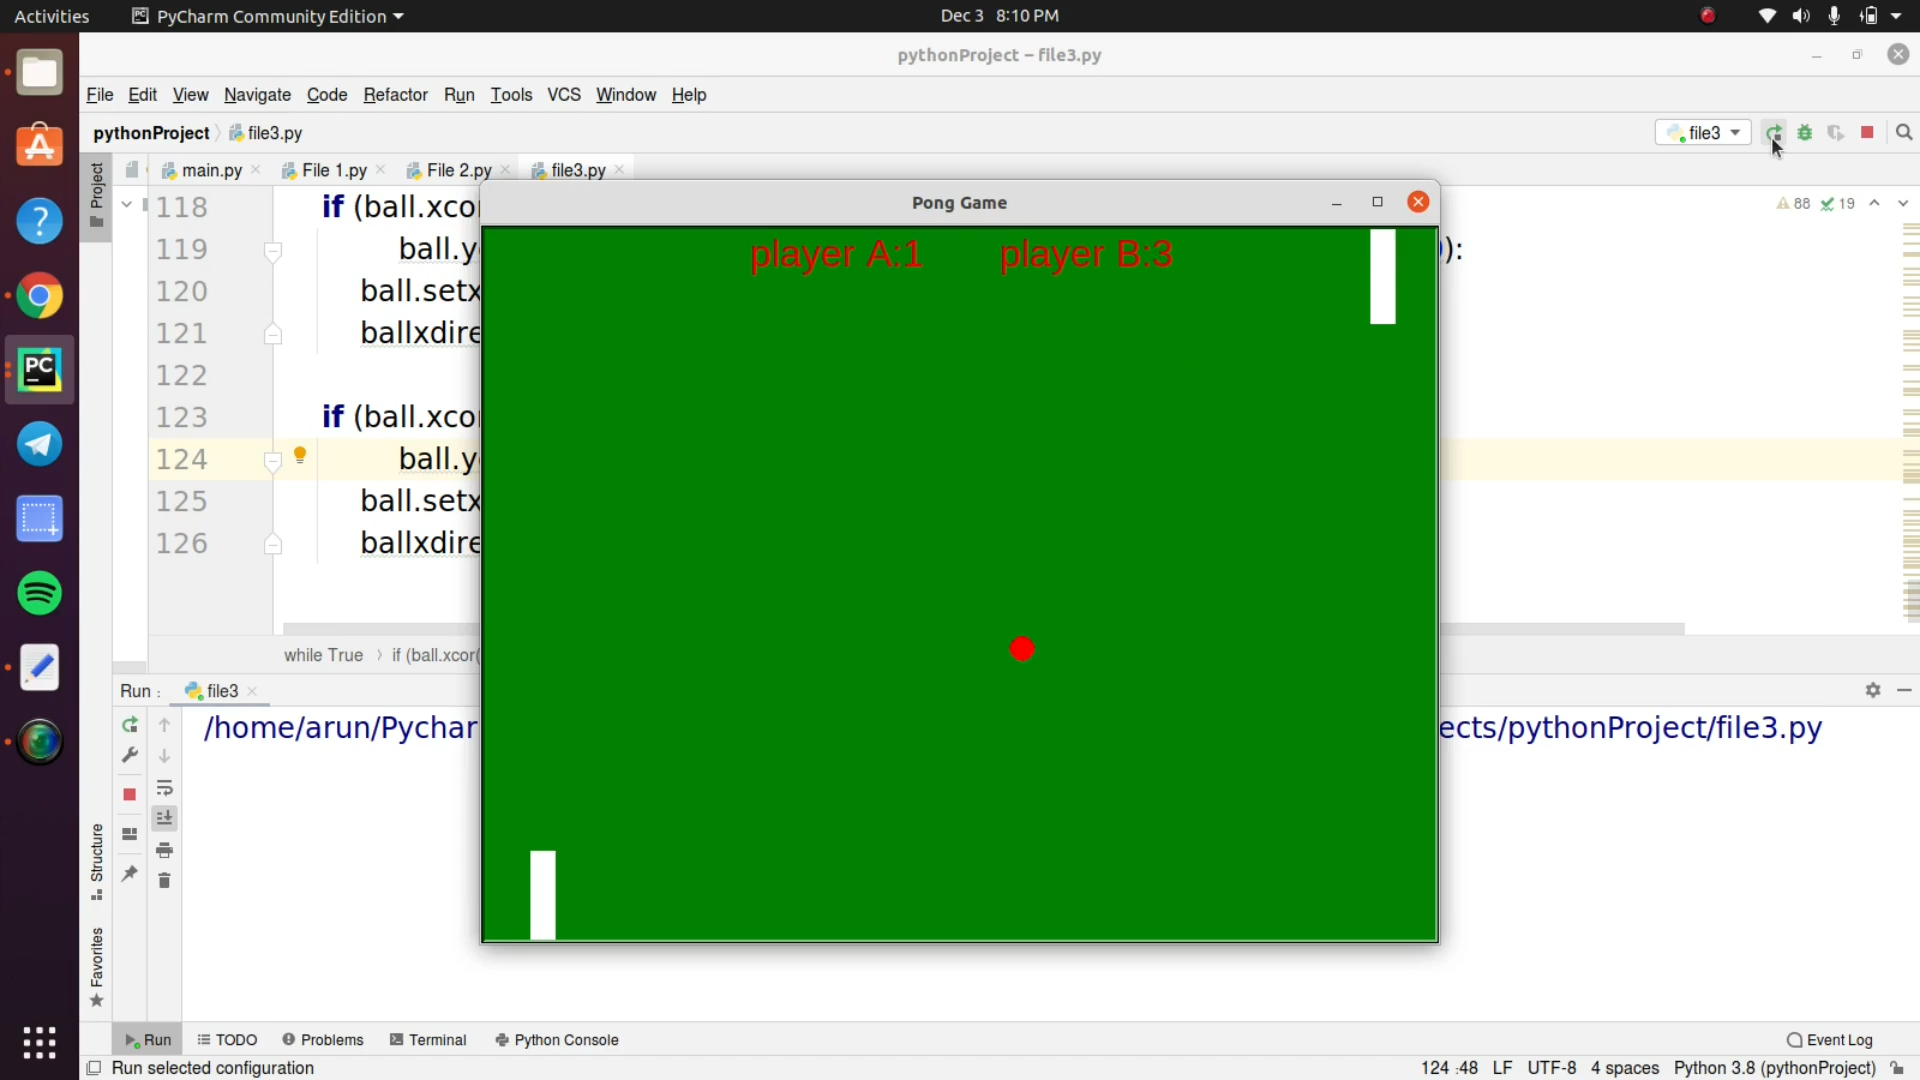 Activities PyCharm Community Edition Dec 3 8:10 PM
pythonProject – file3.py
File Edit View Navigate Code Refactor Run Tools VCS Window Help
pythonProject file3.py file3
Project main.py File 1.py File 2.py file3.py
Pong Game
player A:1 player B:3
118 if (ball.xco 88 19
119 ball.y ):
120 ball.setx
121 ballxdire
122
123 if (ball.xco
124 ball.y
125 ball.setx
126 ballxdire
while True if (ball.xcor(
Run: file3
/home/arun/Pychar ects/pythonProject/file3.py
Structure
Favorites
Run TODO Problems Terminal Python Console Event Log
Run selected configuration 124:48 LF UTF-8 4 spaces Python 3.8 (pythonProject)